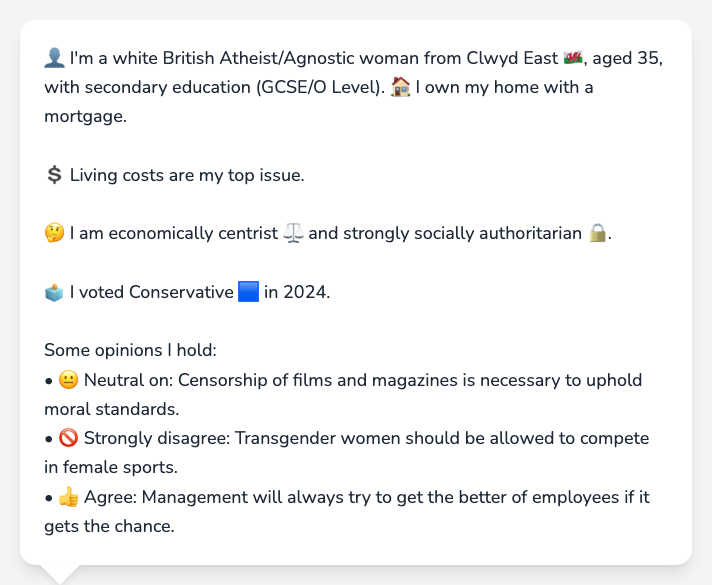 👤 I'm a white British Atheist/Agnostic woman from Clwyd East 🏴󠁧󠁢󠁷󠁬󠁳󠁿, aged 35,
with secondary education (GCSE/O Level). 🏠 I own my home with a
mortgage.
💲 Living costs are my top issue.
🤔 I am economically centrist ⚖️ and strongly socially authoritarian 🔒.
🗳️ I voted Conservative 🟦 in 2024.
Some opinions I hold:
• 😐 Neutral on: Censorship of films and magazines is necessary to uphold
moral standards.
• 🚫 Strongly disagree: Transgender women should be allowed to compete
in female sports.
• 👍 Agree: Management will always try to get the better of employees if it
gets the chance.